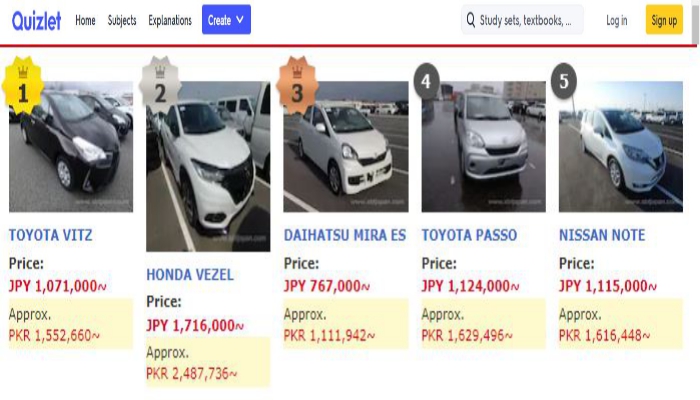 Quizlet Home Subjects Explanations Create Study sets, textbooks, ... Log in Sign up
1 2 3 4 5
TOYOTA VITZ
Price:
JPY 1,071,000~
Approx.
PKR 1,552,660~
HONDA VEZEL
Price:
JPY 1,716,000~
Approx.
PKR 2,487,736~
DAIHATSU MIRA ES
Price:
JPY 767,000~
Approx.
PKR 1,111,942~
TOYOTA PASSO
Price:
JPY 1,124,000~
Approx.
PKR 1,629,496~
NISSAN NOTE
Price:
JPY 1,115,000~
Approx.
PKR 1,616,448~